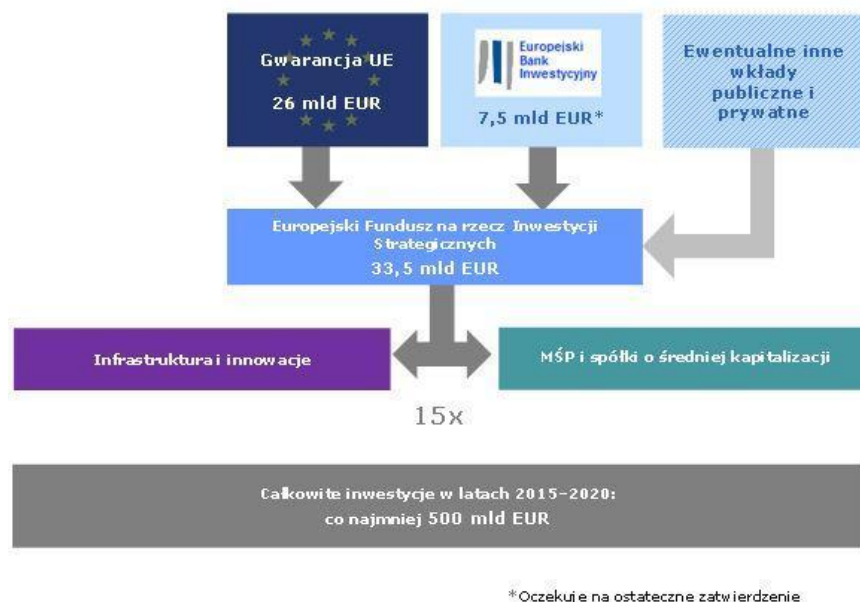 Gwarancja UE
26 mld EUR
Europejski
Bank
Inwestycyjny
7,5 mld EUR*
Ewentualne inne
wkłady
publiczne i
prywatne
Europejski Fundusz na rzecz Inwestycji
Strategicznych
33,5 mld EUR
Infrastruktura i innowacje
MŚP i spółki o średniej kapitalizacji
15x
Całkowite inwestycje w latach 2015-2020:
co najmniej 500 mld EUR
*Oczekuje na ostateczne zatwierdzenie